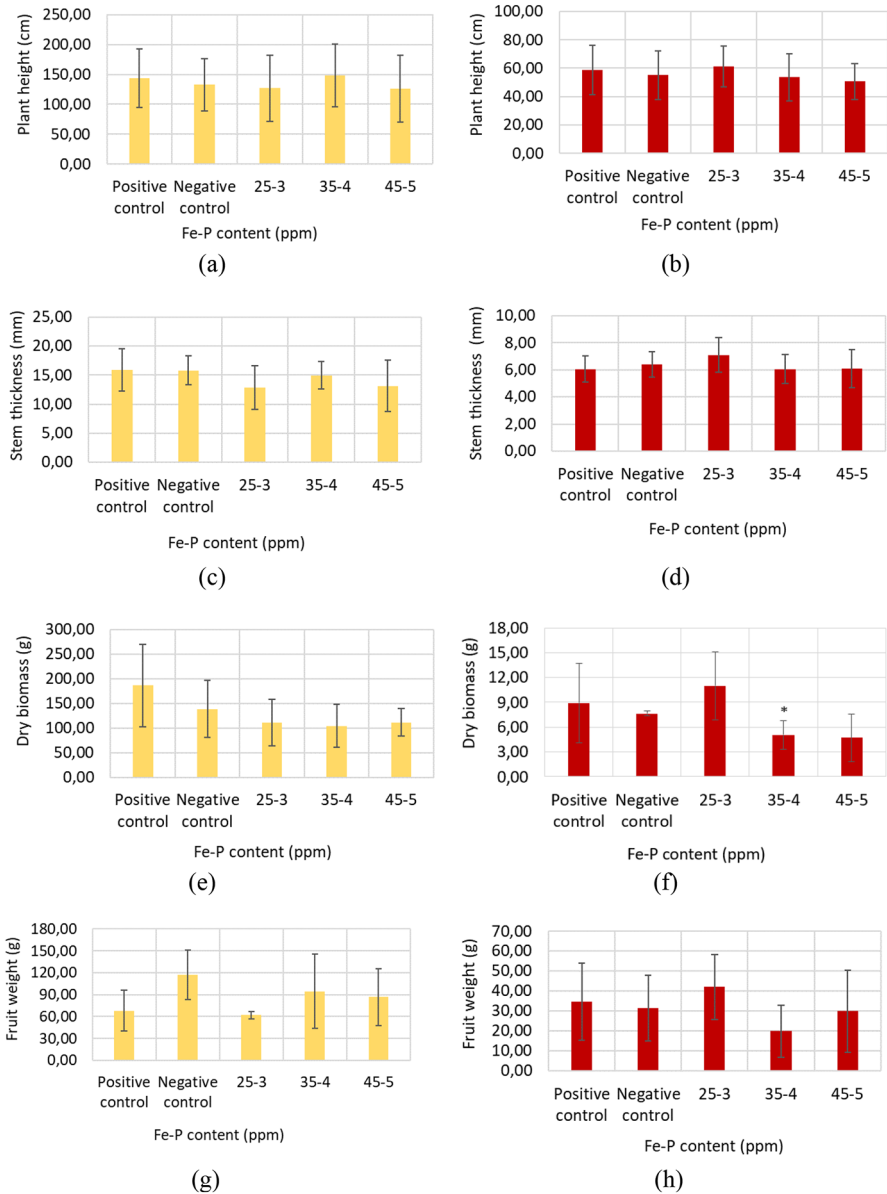 Plant height (cm)
250,00
200,00
150,00
100,00
50,00
0,00
Positive control
Negative control
25-3
35-4
45-5
Fe-P content (ppm)
(a)
Plant height (cm)
100,00
80,00
60,00
40,00
20,00
0,00
Positive control
Negative control
25-3
35-4
45-5
Fe-P content (ppm)
(b)
Stem thickness (mm)
25,00
20,00
15,00
10,00
5,00
0,00
Positive control
Negative control
25-3
35-4
45-5
Fe-P content (ppm)
(c)
Stem thickness (mm)
10,00
8,00
6,00
4,00
2,00
0,00
Positive control
Negative control
25-3
35-4
45-5
Fe-P content (ppm)
(d)
Dry biomass (g)
300,00
250,00
200,00
150,00
100,00
50,00
0,00
Positive control
Negative control
25-3
35-4
45-5
Fe-P content (ppm)
(e)
Dry biomass (g)
18,00
15,00
12,00
9,00
6,00
3,00
0,00
*
Positive control
Negative control
25-3
35-4
45-5
Fe-P content (ppm)
(f)
Fruit weight (g)
180,00
150,00
120,00
90,00
60,00
30,00
0,00
Positive control
Negative control
25-3
35-4
45-5
Fe-P content (ppm)
(g)
Fruit weight (g)
70,00
60,00
50,00
40,00
30,00
20,00
10,00
0,00
Positive control
Negative control
25-3
35-4
45-5
Fe-P content (ppm)
(h)